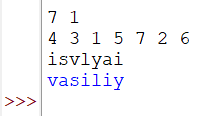 7 1
4 3 1 5 7 2 6
isvlyai
vasiliy
>>>